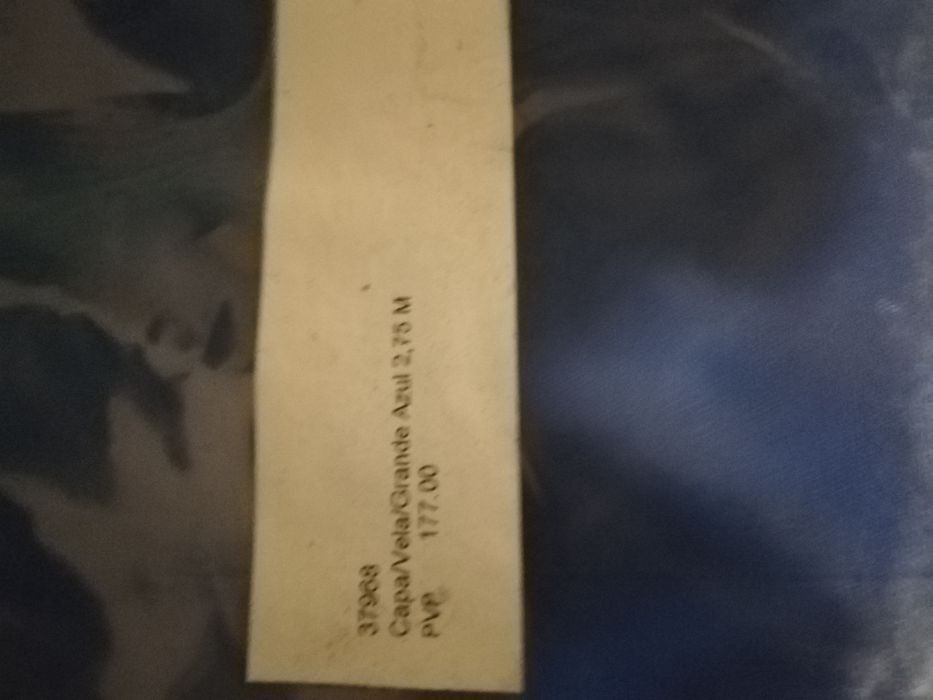 37968
Capa/Vela/Grande Azul 2,75 M
PVP 177.00